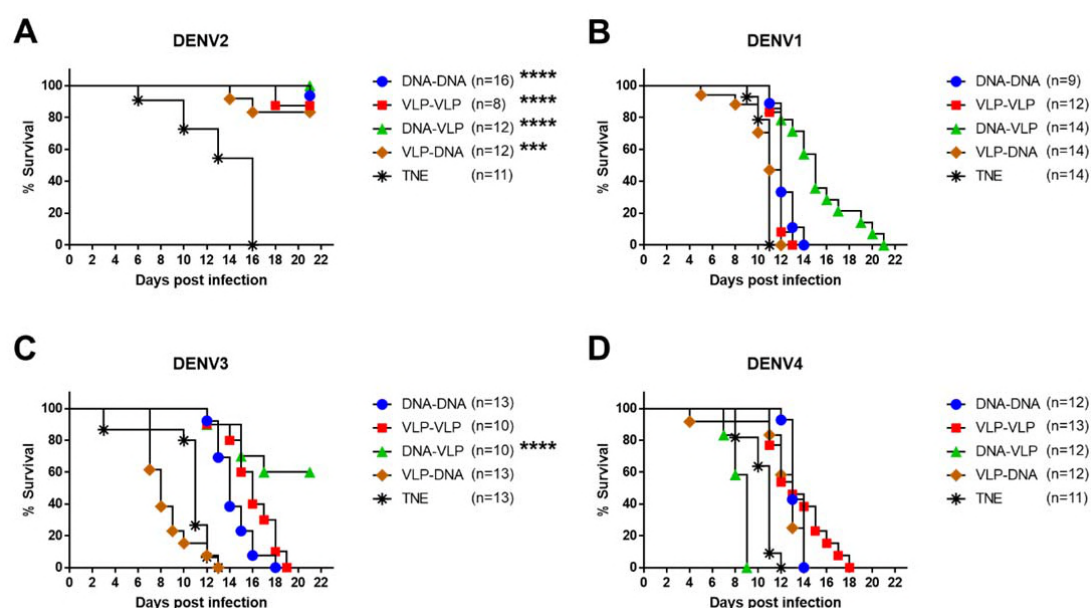 A
DENV2
% Survival
100
80
60
40
20
0
0 2 4 6 8 10 12 14 16 18 20 22
Days post infection
DNA-DNA (n=16) ****
VLP-VLP (n=8) ****
DNA-VLP (n=12) ****
VLP-DNA (n=12) ***
TNE (n=11)
B
DENV1
% Survival
100
80
60
40
20
0
0 2 4 6 8 10 12 14 16 18 20 22
Days post infection
DNA-DNA (n=9)
VLP-VLP (n=12)
DNA-VLP (n=14)
VLP-DNA (n=14)
TNE (n=14)
C
DENV3
% Survival
100
80
60
40
20
0
0 2 4 6 8 10 12 14 16 18 20 22
Days post infection
DNA-DNA (n=13)
VLP-VLP (n=10)
DNA-VLP (n=10) ****
VLP-DNA (n=13)
TNE (n=13)
D
DENV4
% Survival
100
80
60
40
20
0
0 2 4 6 8 10 12 14 16 18 20 22
Days post infection
DNA-DNA (n=12)
VLP-VLP (n=13)
DNA-VLP (n=12)
VLP-DNA (n=12)
TNE (n=11)